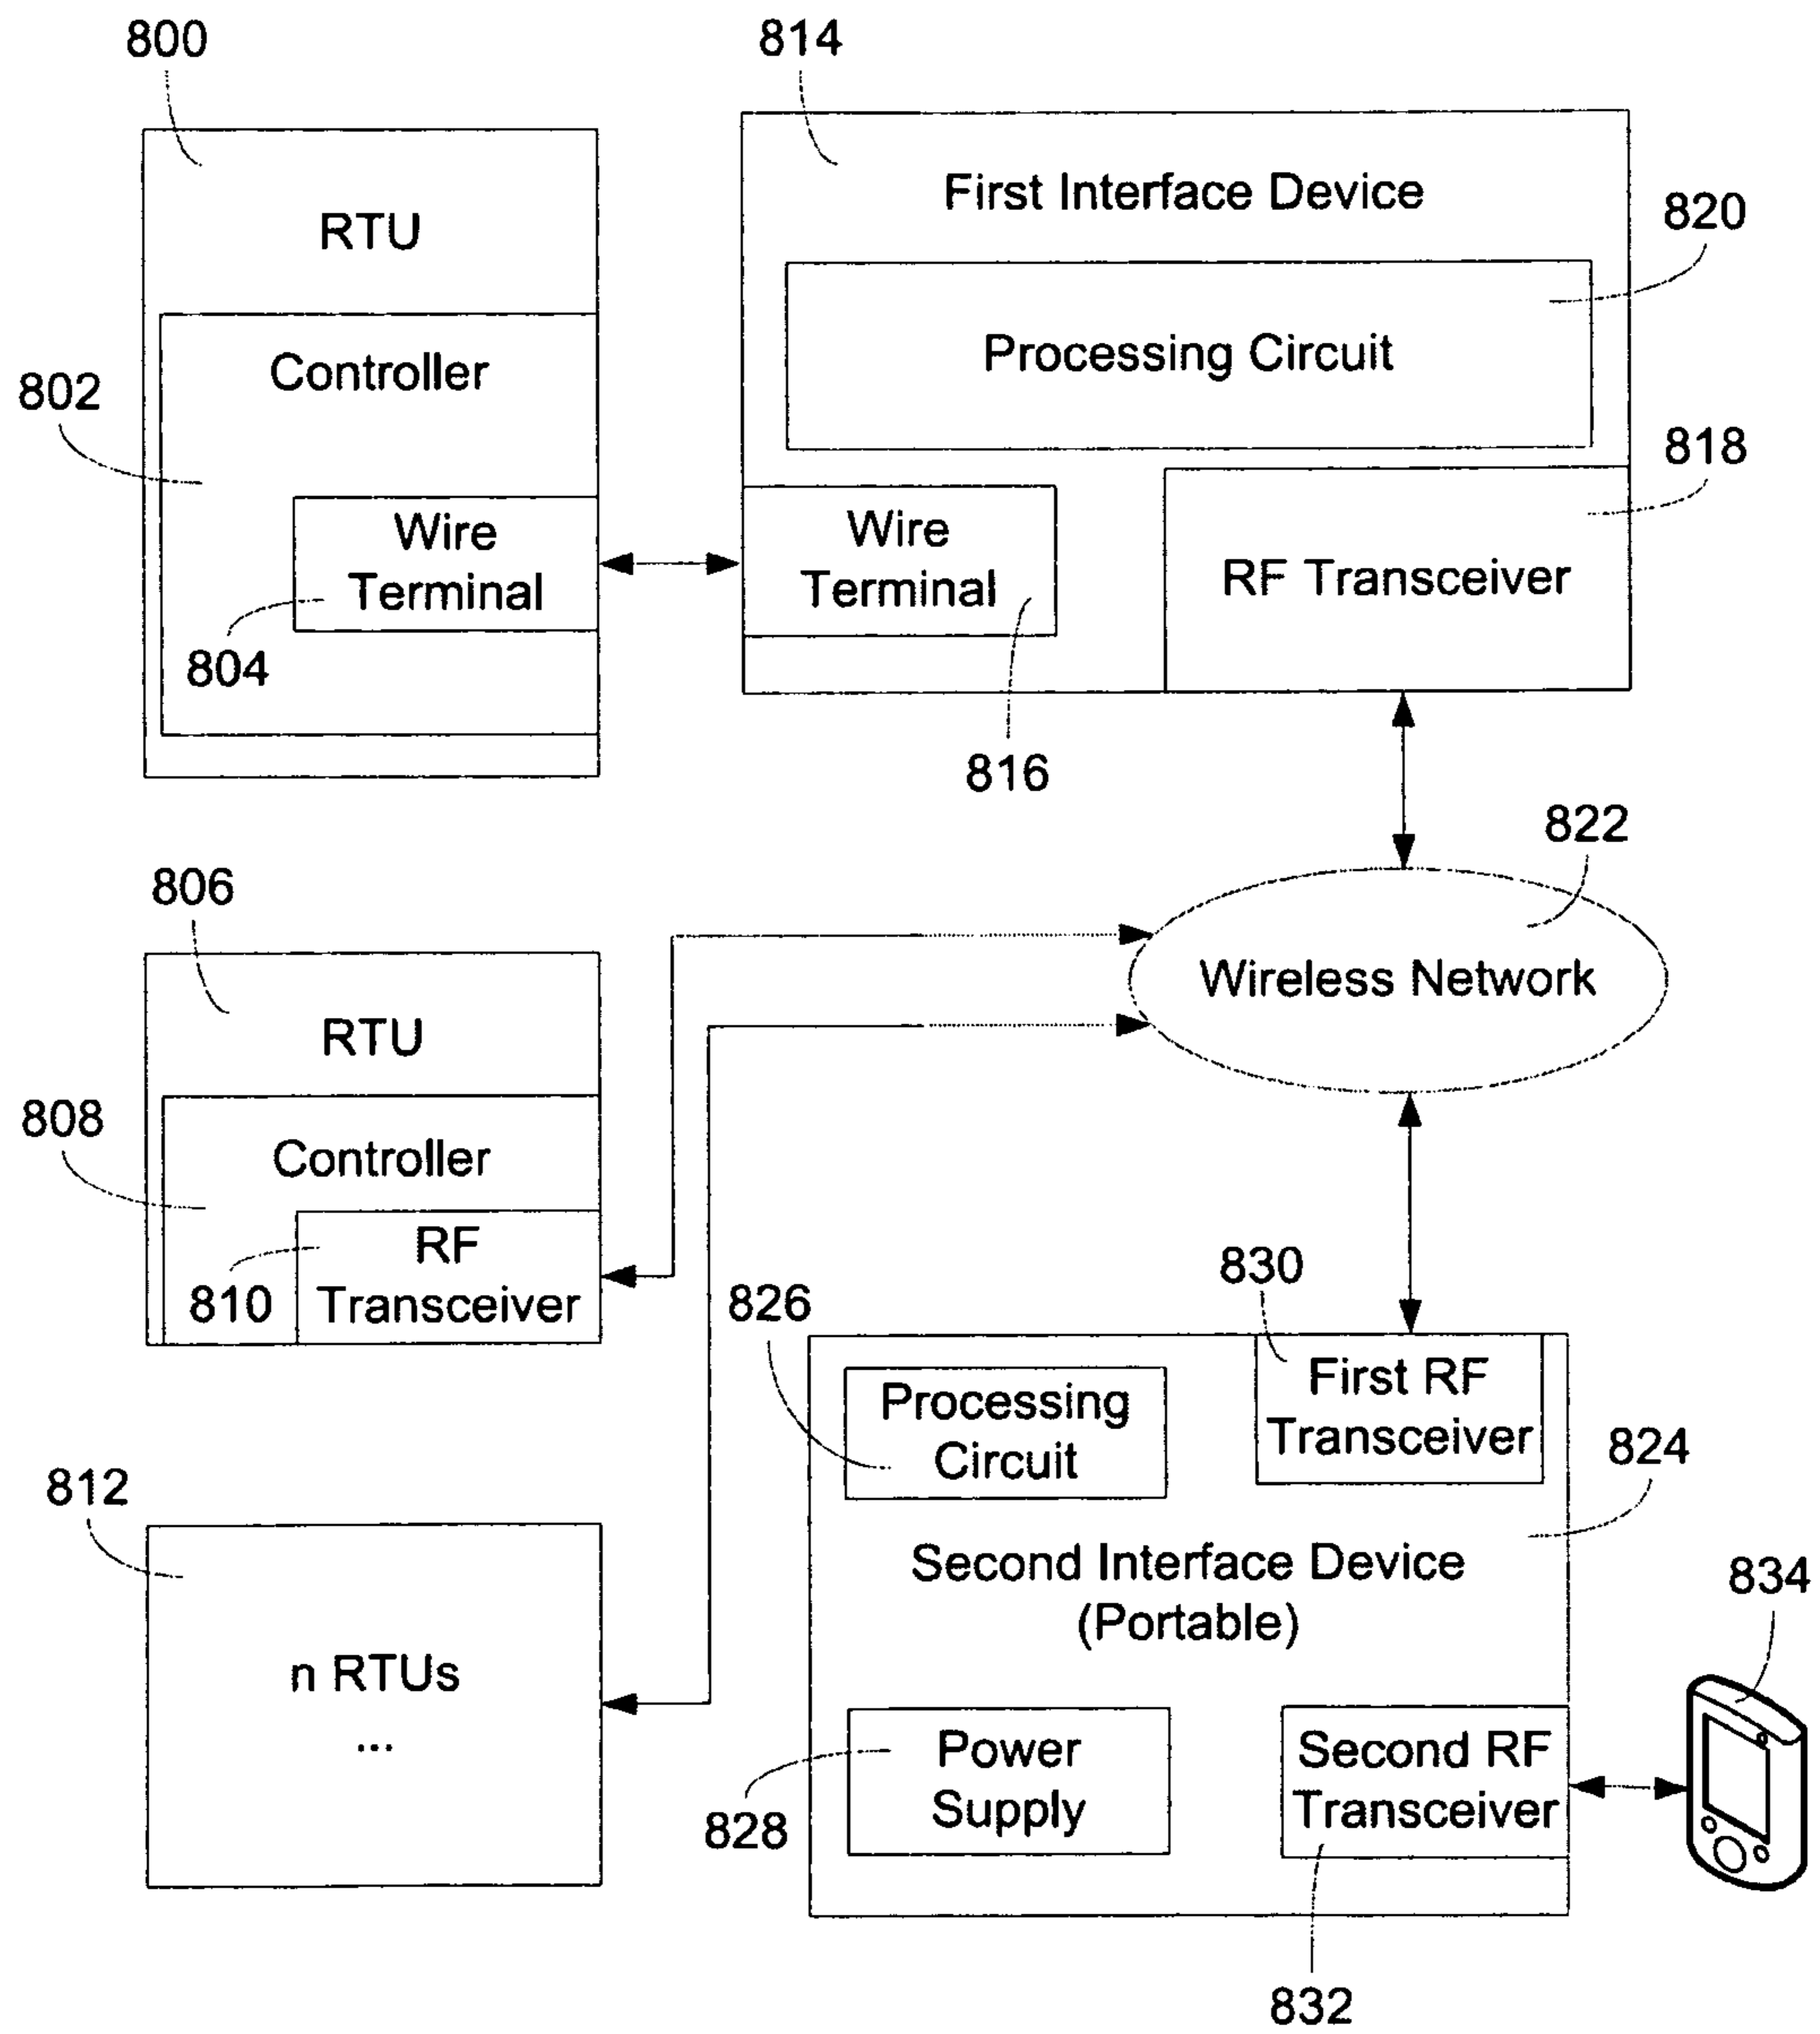 800
814
RTU
First Interface Device
820
Controller
Processing Circuit
802
818
Wire
Terminal
Wire
Terminal
RF Transceiver
804
816
822
806
RTU
Wireless Network
808
Controller
RF
Transceiver
810
830
826
First RF
Transceiver
Processing
Circuit
824
812
Second Interface Device
(Portable)
834
n RTUs
...
Power
Supply
Second RF
Transceiver
828
832